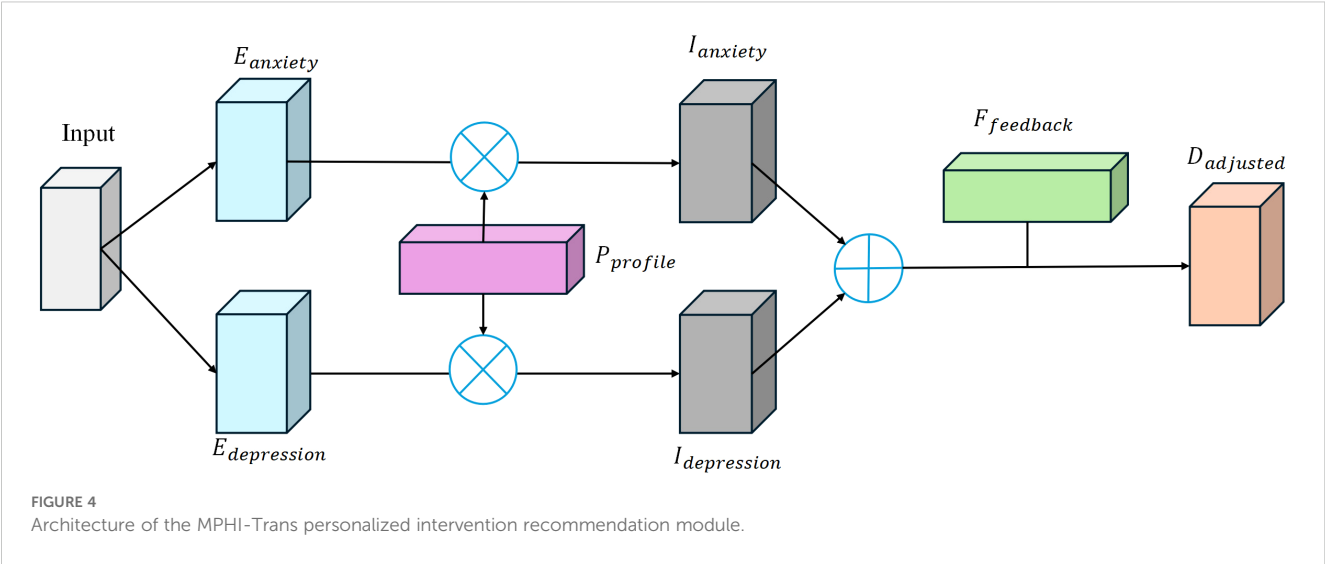 E_anxiety
I_anxiety
Input
F_feedback
D_adjusted
P_profile
E_depression
I_depression
FIGURE 4
Architecture of the MPHI-Trans personalized intervention recommendation module.